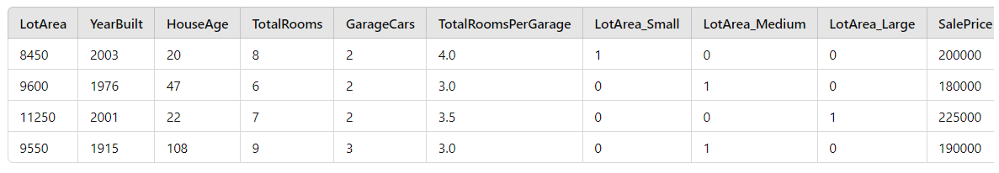 LotArea YearBuilt HouseAge TotalRooms GarageCars TotalRoomsPerGarage LotArea_Small LotArea_Medium LotArea_Large SalePrice
8450 2003 20 8 2 4.0 1 0 0 200000
9600 1976 47 6 2 3.0 0 1 0 180000
11250 2001 22 7 2 3.5 0 0 1 225000
9550 1915 108 9 3 3.0 0 1 0 190000